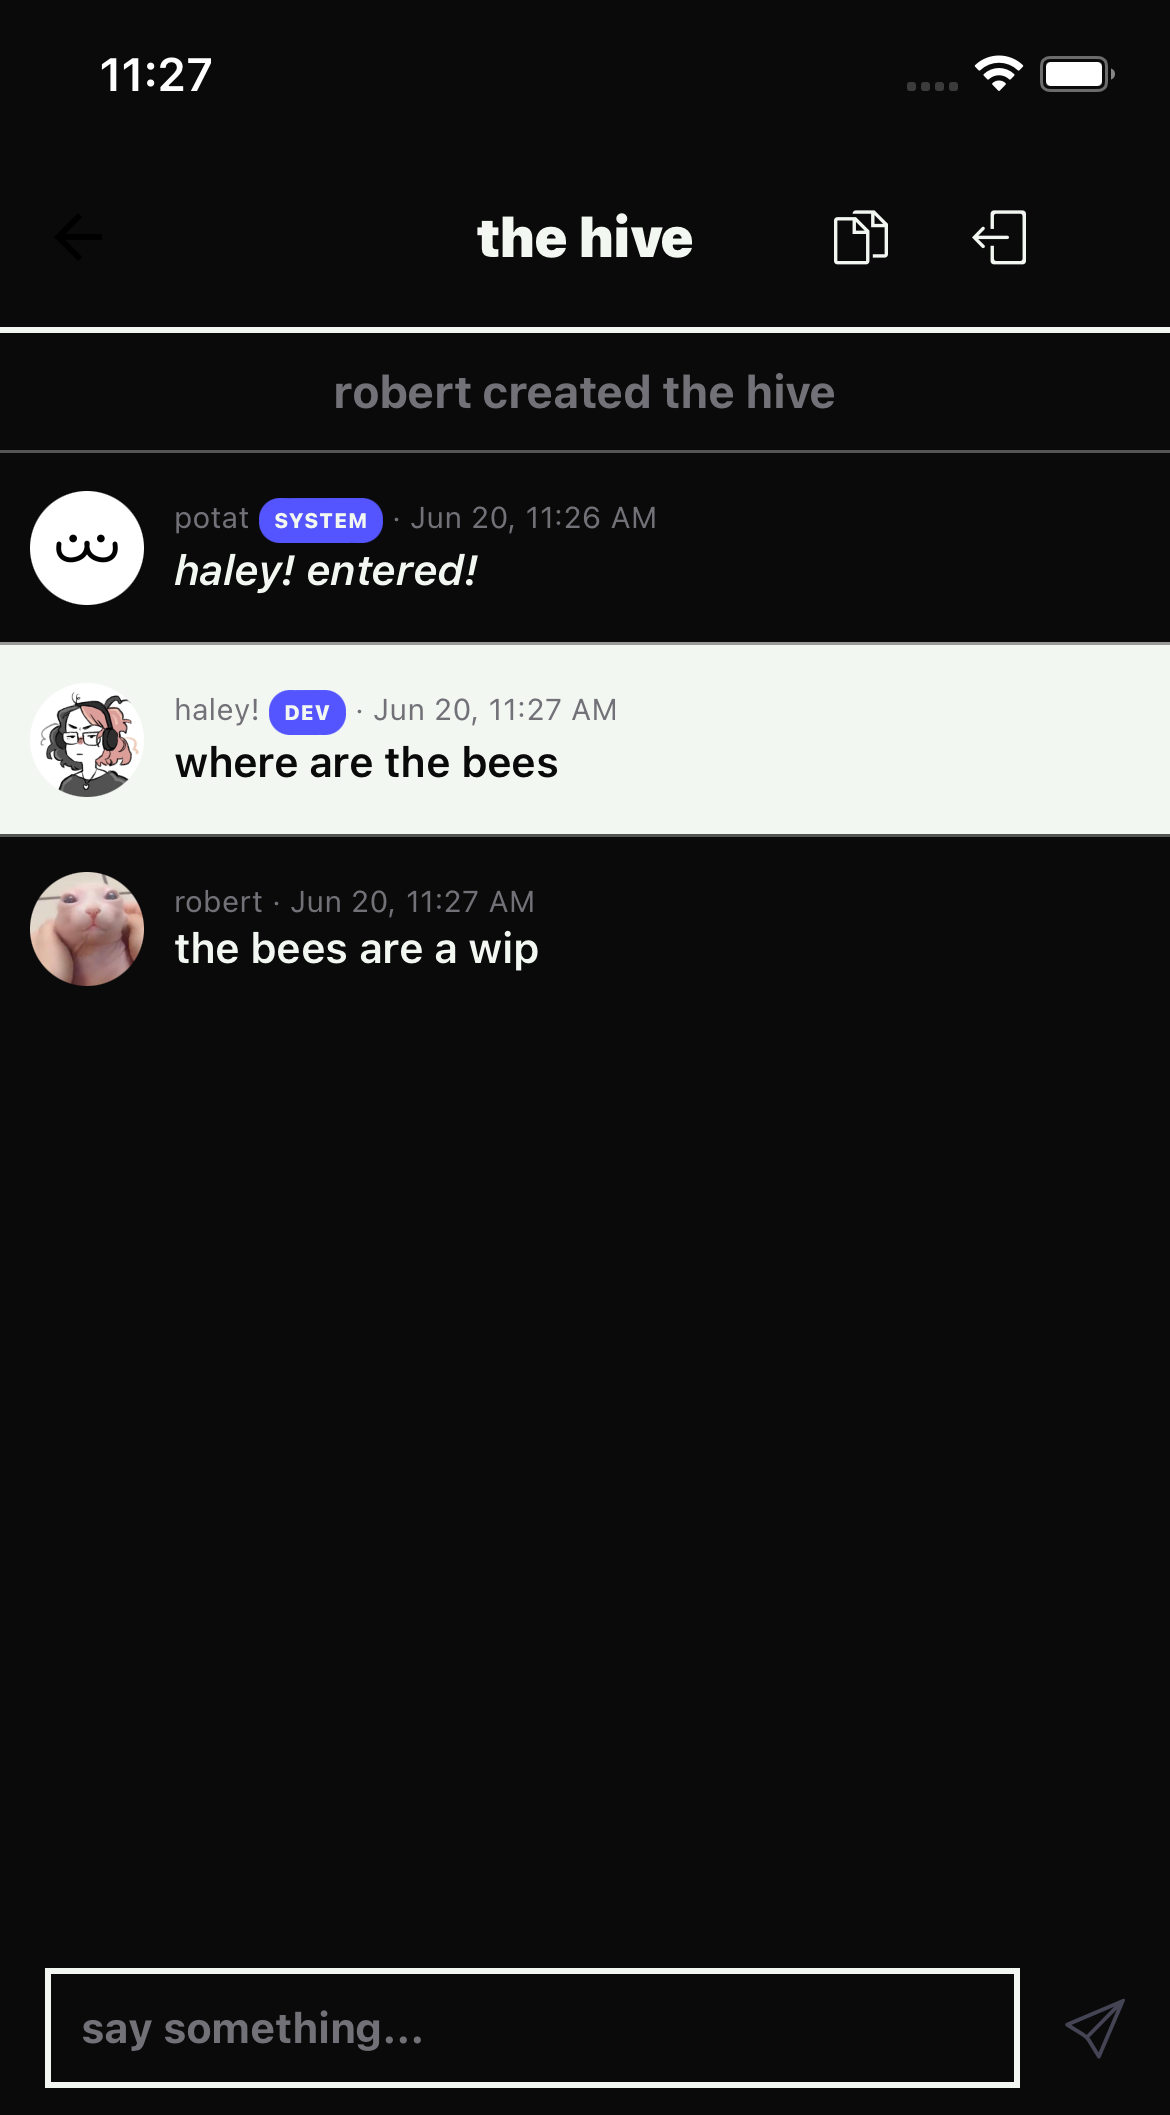 11:27
the hive
robert created the hive
potat SYSTEM · Jun 20, 11:26 AM
haley! entered!
haley! DEV · Jun 20, 11:27 AM
where are the bees
robert · Jun 20, 11:27 AM
the bees are a wip
say something...